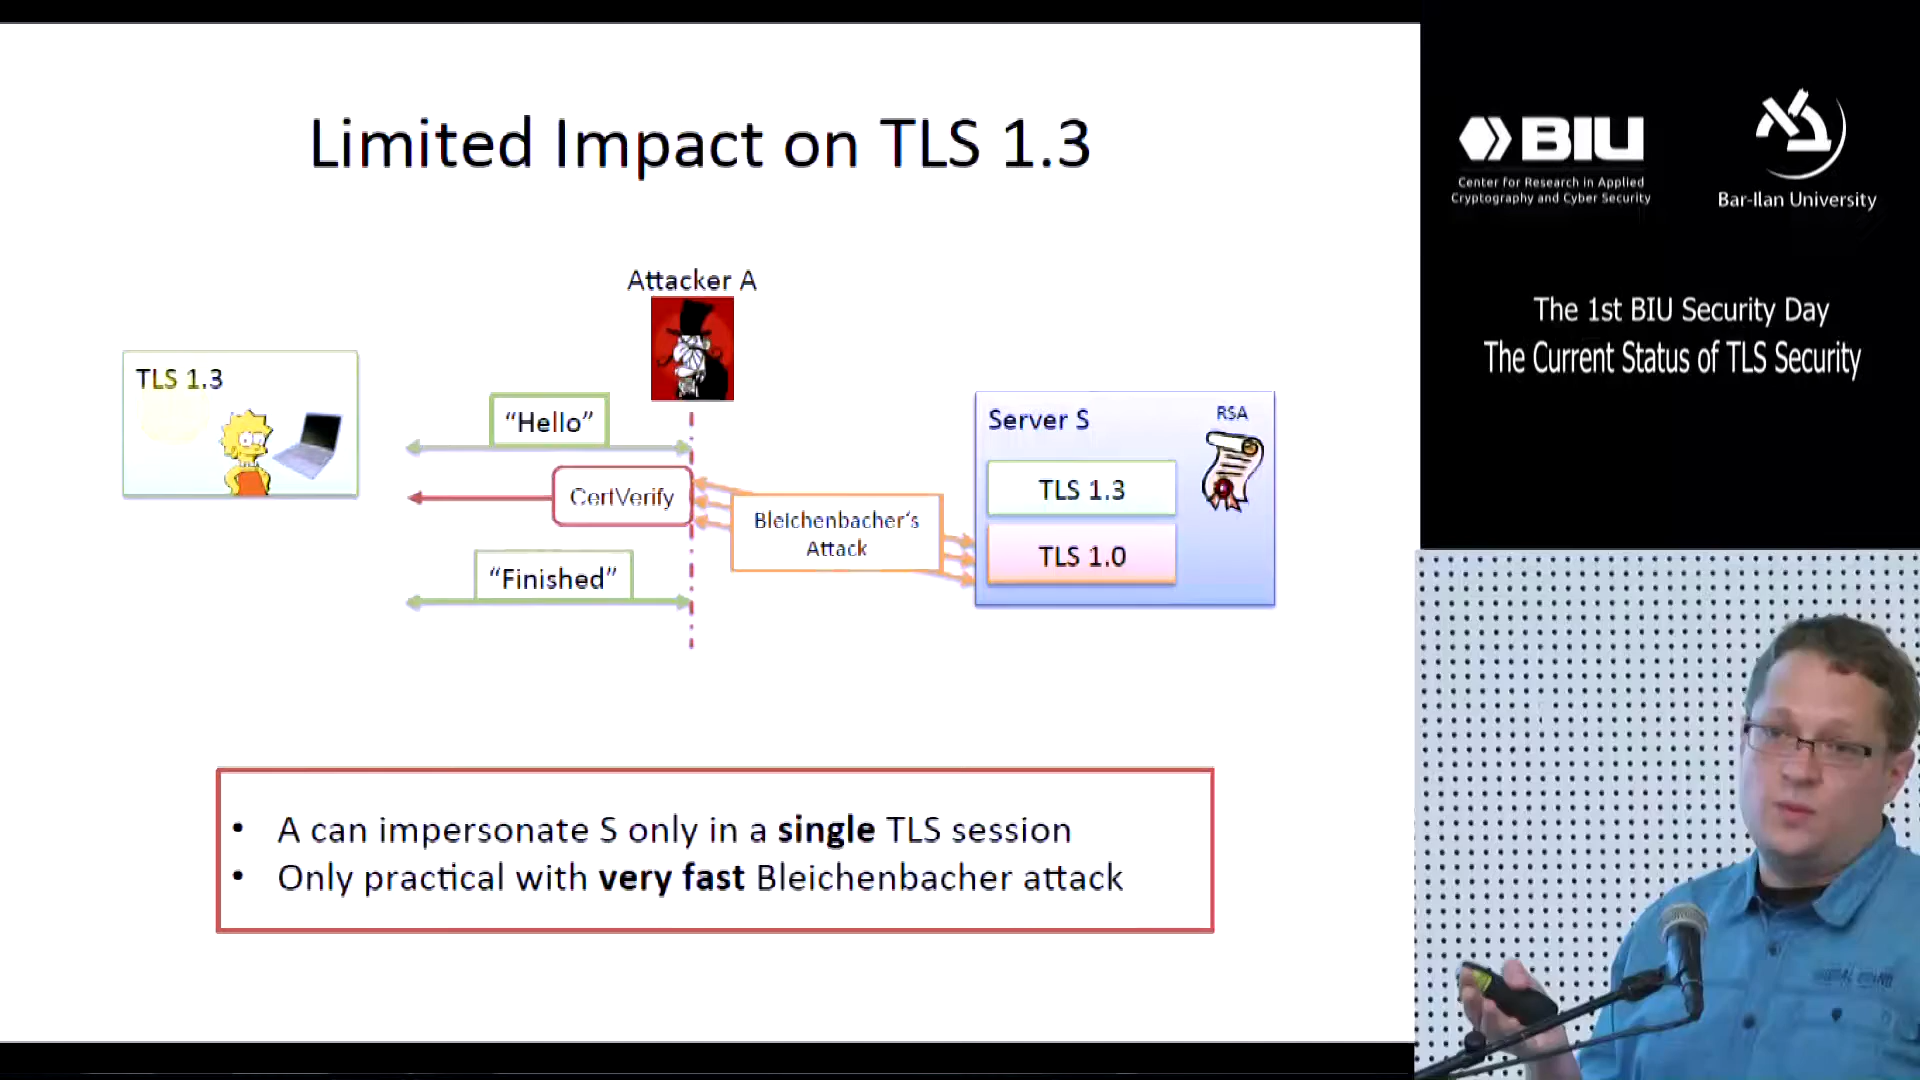 Limited Impact on TLS 1.3
Attacker A
TLS 1.3
“Hello”
CertVerify
“Finished”
Bleichenbacher‘s
Attack
Server S
RSA
TLS 1.3
TLS 1.0
• A can impersonate S only in a single TLS session
• Only practical with very fast Bleichenbacher attack
BIU
Center for Research in Applied
Cryptography and Cyber Security
Bar-Ilan University
The 1st BIU Security Day
The Current Status of TLS Security